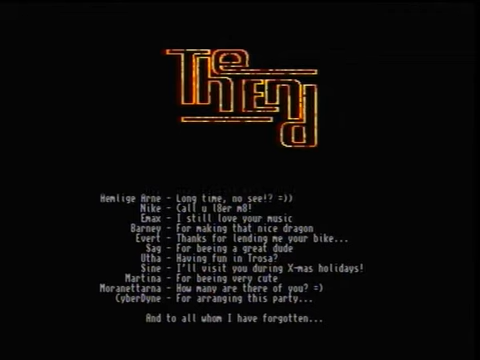 The End
Hemlige Arne - Long time, no see!? =))
Nike - Call u l8er m8!
Emax - I still love your music
Barney - For making that nice dragon
Evert - Thanks for lending me your bike...
Sag - For beeing a great dude
Utha - Having fun in Trosa?
Sine - I'll visit you during X-mas holidays!
Martina - For beeing very cute
Moranettarna - How many are there of you? =)
CyberDyne - For arranging this party...
And to all whom I have forgotten...